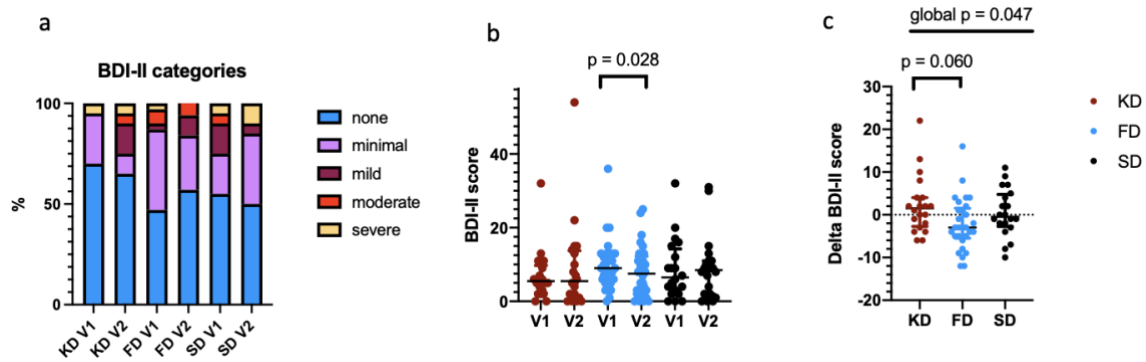 a
BDI-II categories
100
50
0
%
KD V1
KD V2
FD V1
FD V2
SD V1
SD V2
none
minimal
mild
moderate
severe
b
p = 0.028
BDI-II score
40
20
0
V1 V2 V1 V2 V1 V2
c
global p = 0.047
p = 0.060
Delta BDI-II score
30
20
10
0
-10
-20
KD FD SD
KD
FD
SD